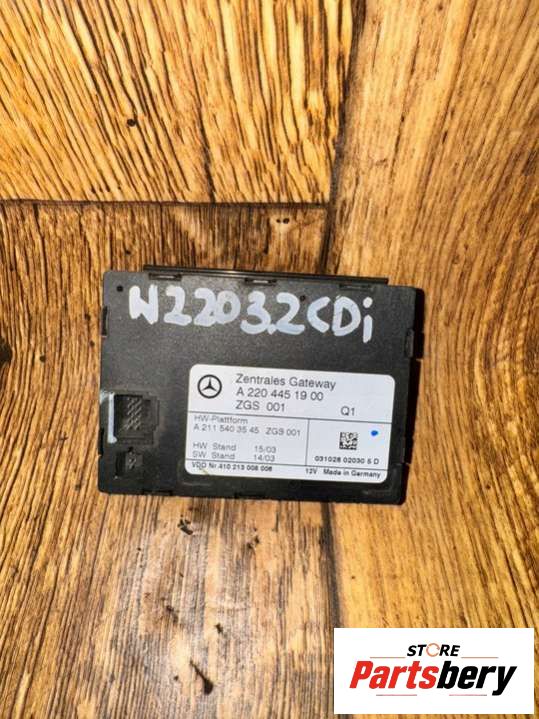 W2203.2CDi
Zentrales Gateway
A 220 445 19 00
ZGS 001 Q1
HW-Plattform
A 211 540 35 45 ZGS 001
HW Stand 15/03
SW Stand 14/03
031028 02030 5 D
VDO Nr. 410 213 008 006 12V Made in Germany
STORE
Partsbery